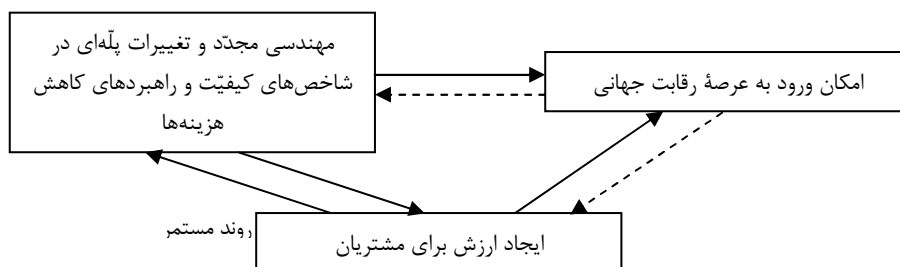 مهندسی مجدّد و تغییرات پلّه‌ای در
شاخص‌های کیفیّت و راهبردهای کاهش
هزینه‌ها
امکان ورود به عرصهٔ رقابت جهانی
روند مستمر
ایجاد ارزش برای مشتریان